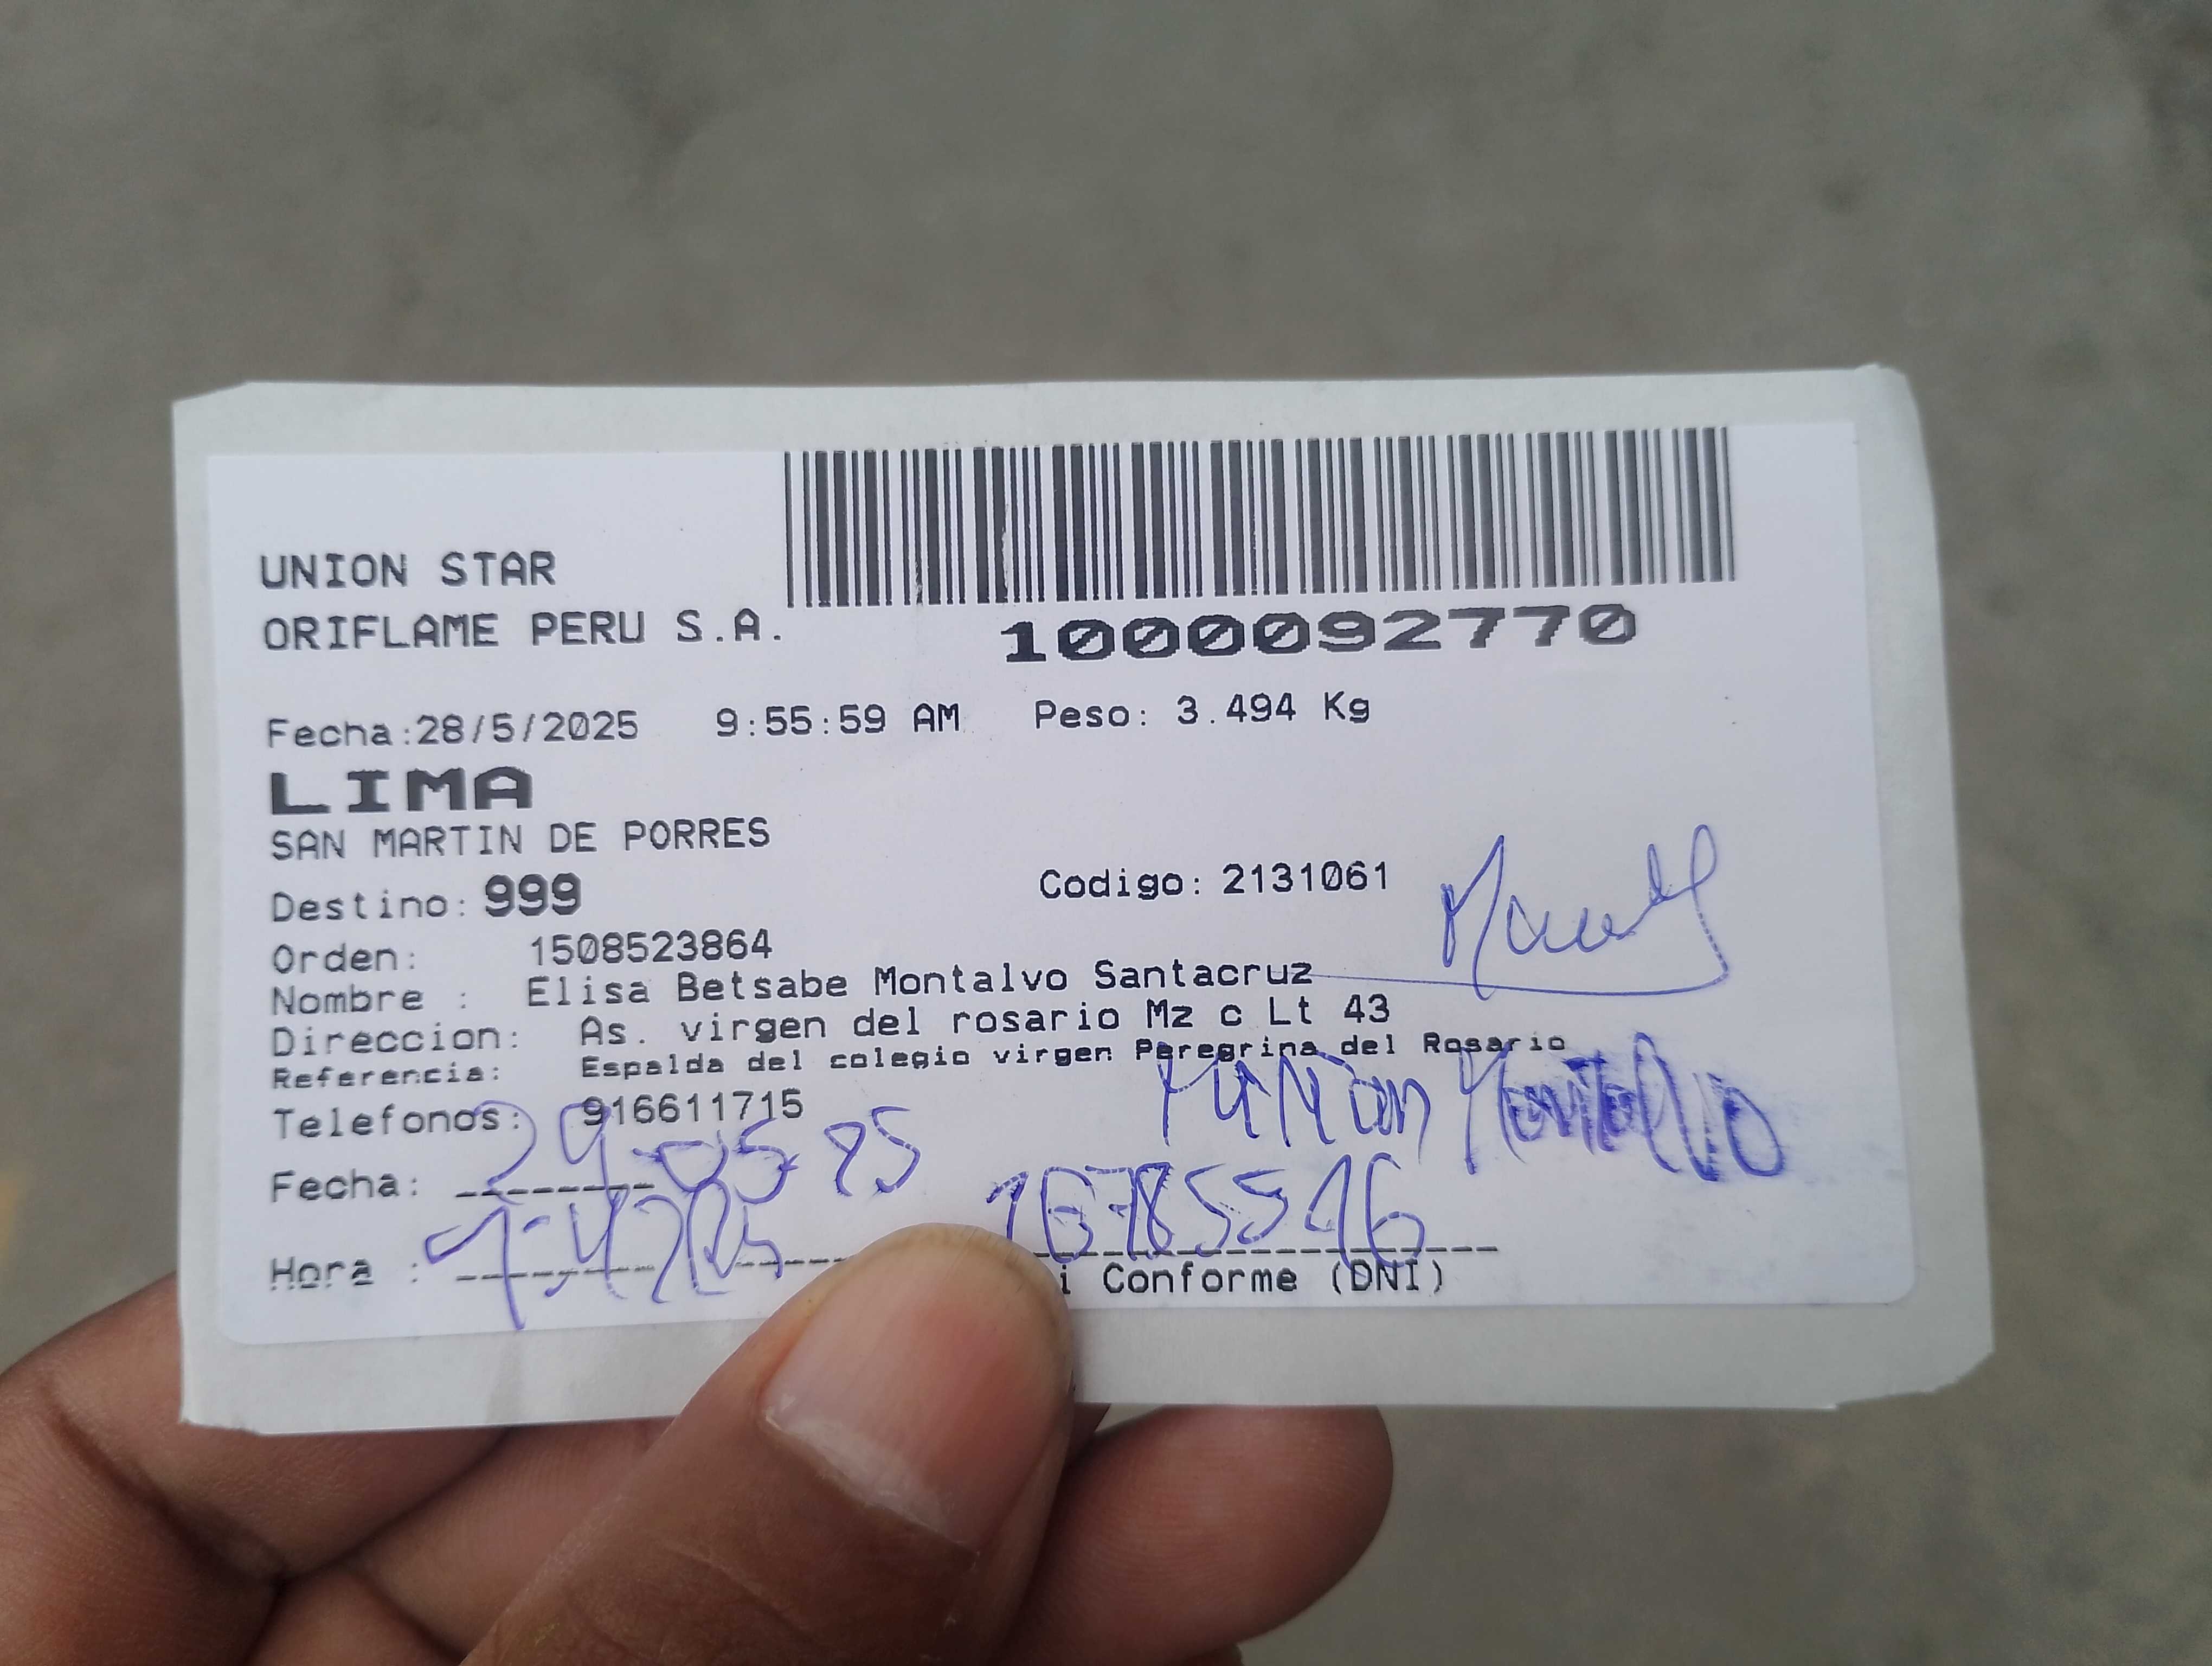 UNION STAR
ORIFLAME PERU S.A.
1000092770
Fecha:28/5/2025 9:55:59 AM Peso: 3.494 Kg
LIMA
SAN MARTIN DE PORRES
Destino: 999 Codigo: 2131061
Orden: 1508523864
Nombre : Elisa Betsabe Montalvo Santacruz
Direccion: As. virgen del rosario Mz c Lt 43
Referencia: Espalda del colegio virgen Peregrina del Rosario
Telefonos: 916611715
Montalvo
Fecha: 29-05-25
Hora :
i Conforme (DNI)